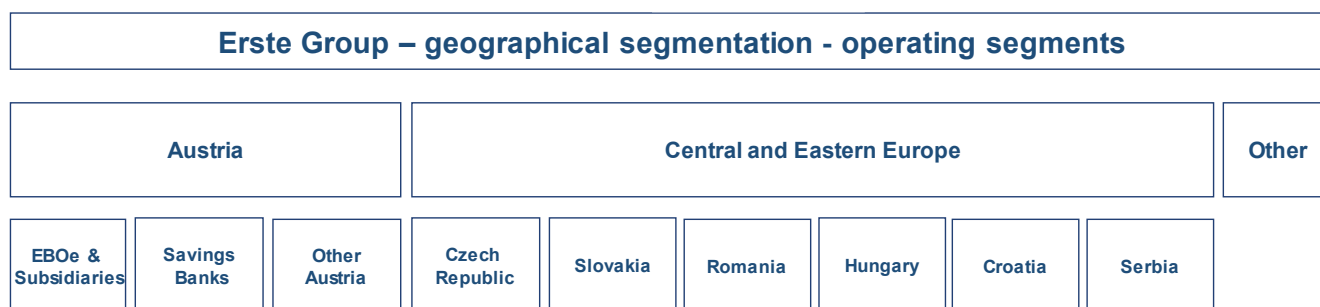 Erste Group – geographical segmentation - operating segments
Austria
Central and Eastern Europe
Other
EBOe &
Subsidiaries
Savings
Banks
Other
Austria
Czech
Republic
Slovakia
Romania
Hungary
Croatia
Serbia